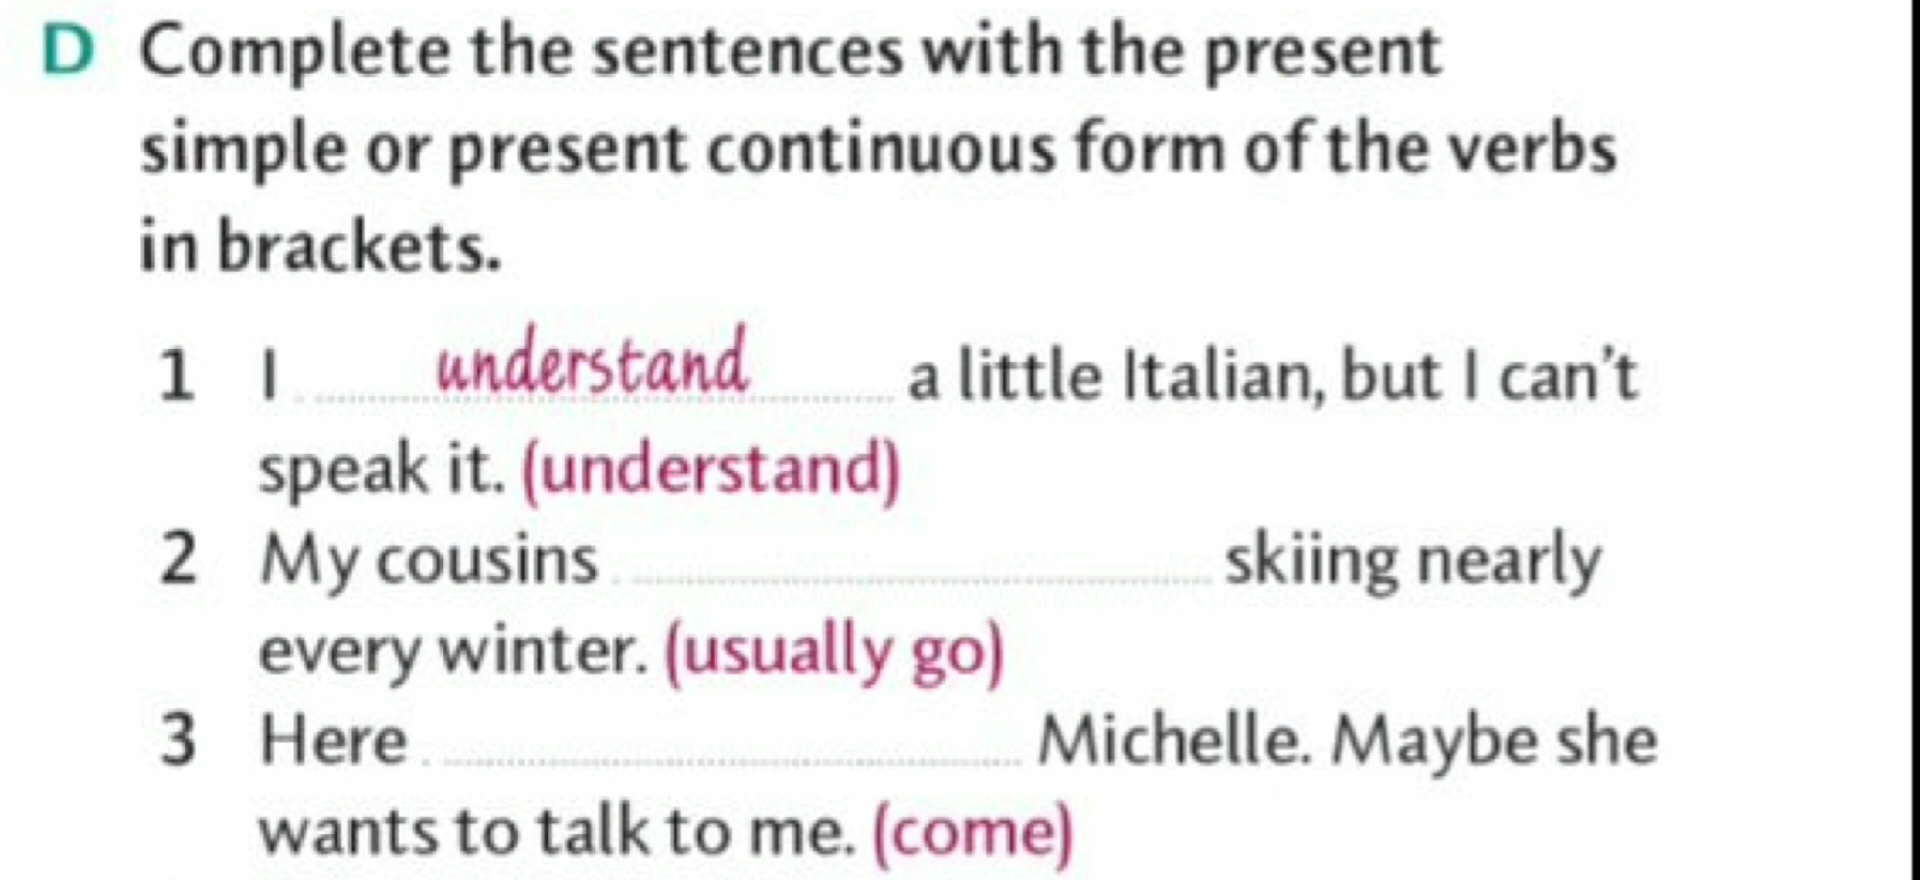 D Complete the sentences with the present
simple or present continuous form of the verbs
in brackets.
1 I understand a little Italian, but I can't
speak it. (understand)
2 My cousins ........................ skiing nearly
every winter. (usually go)
3 Here ........................ Michelle. Maybe she
wants to talk to me. (come)